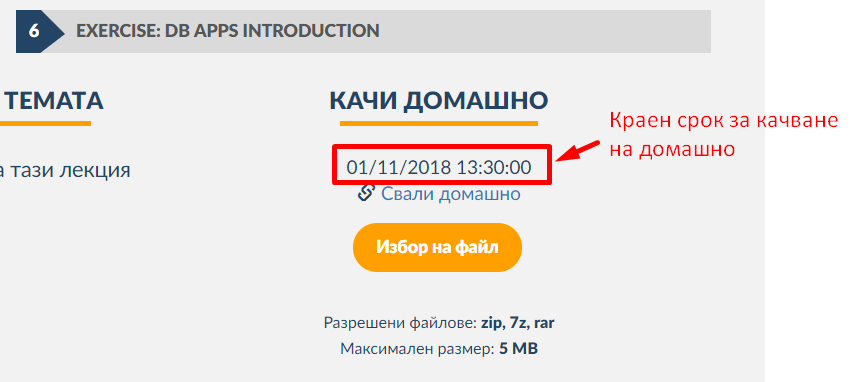 6 EXERCISE: DB APPS INTRODUCTION
ТЕМАТА
а тази лекция
КАЧИ ДОМАШНО
01/11/2018 13:30:00
Свали домашно
Избор на файл
Разрешени файлове: zip, 7z, rar
Максимален размер: 5 MB
Краен срок за качване
на домашно